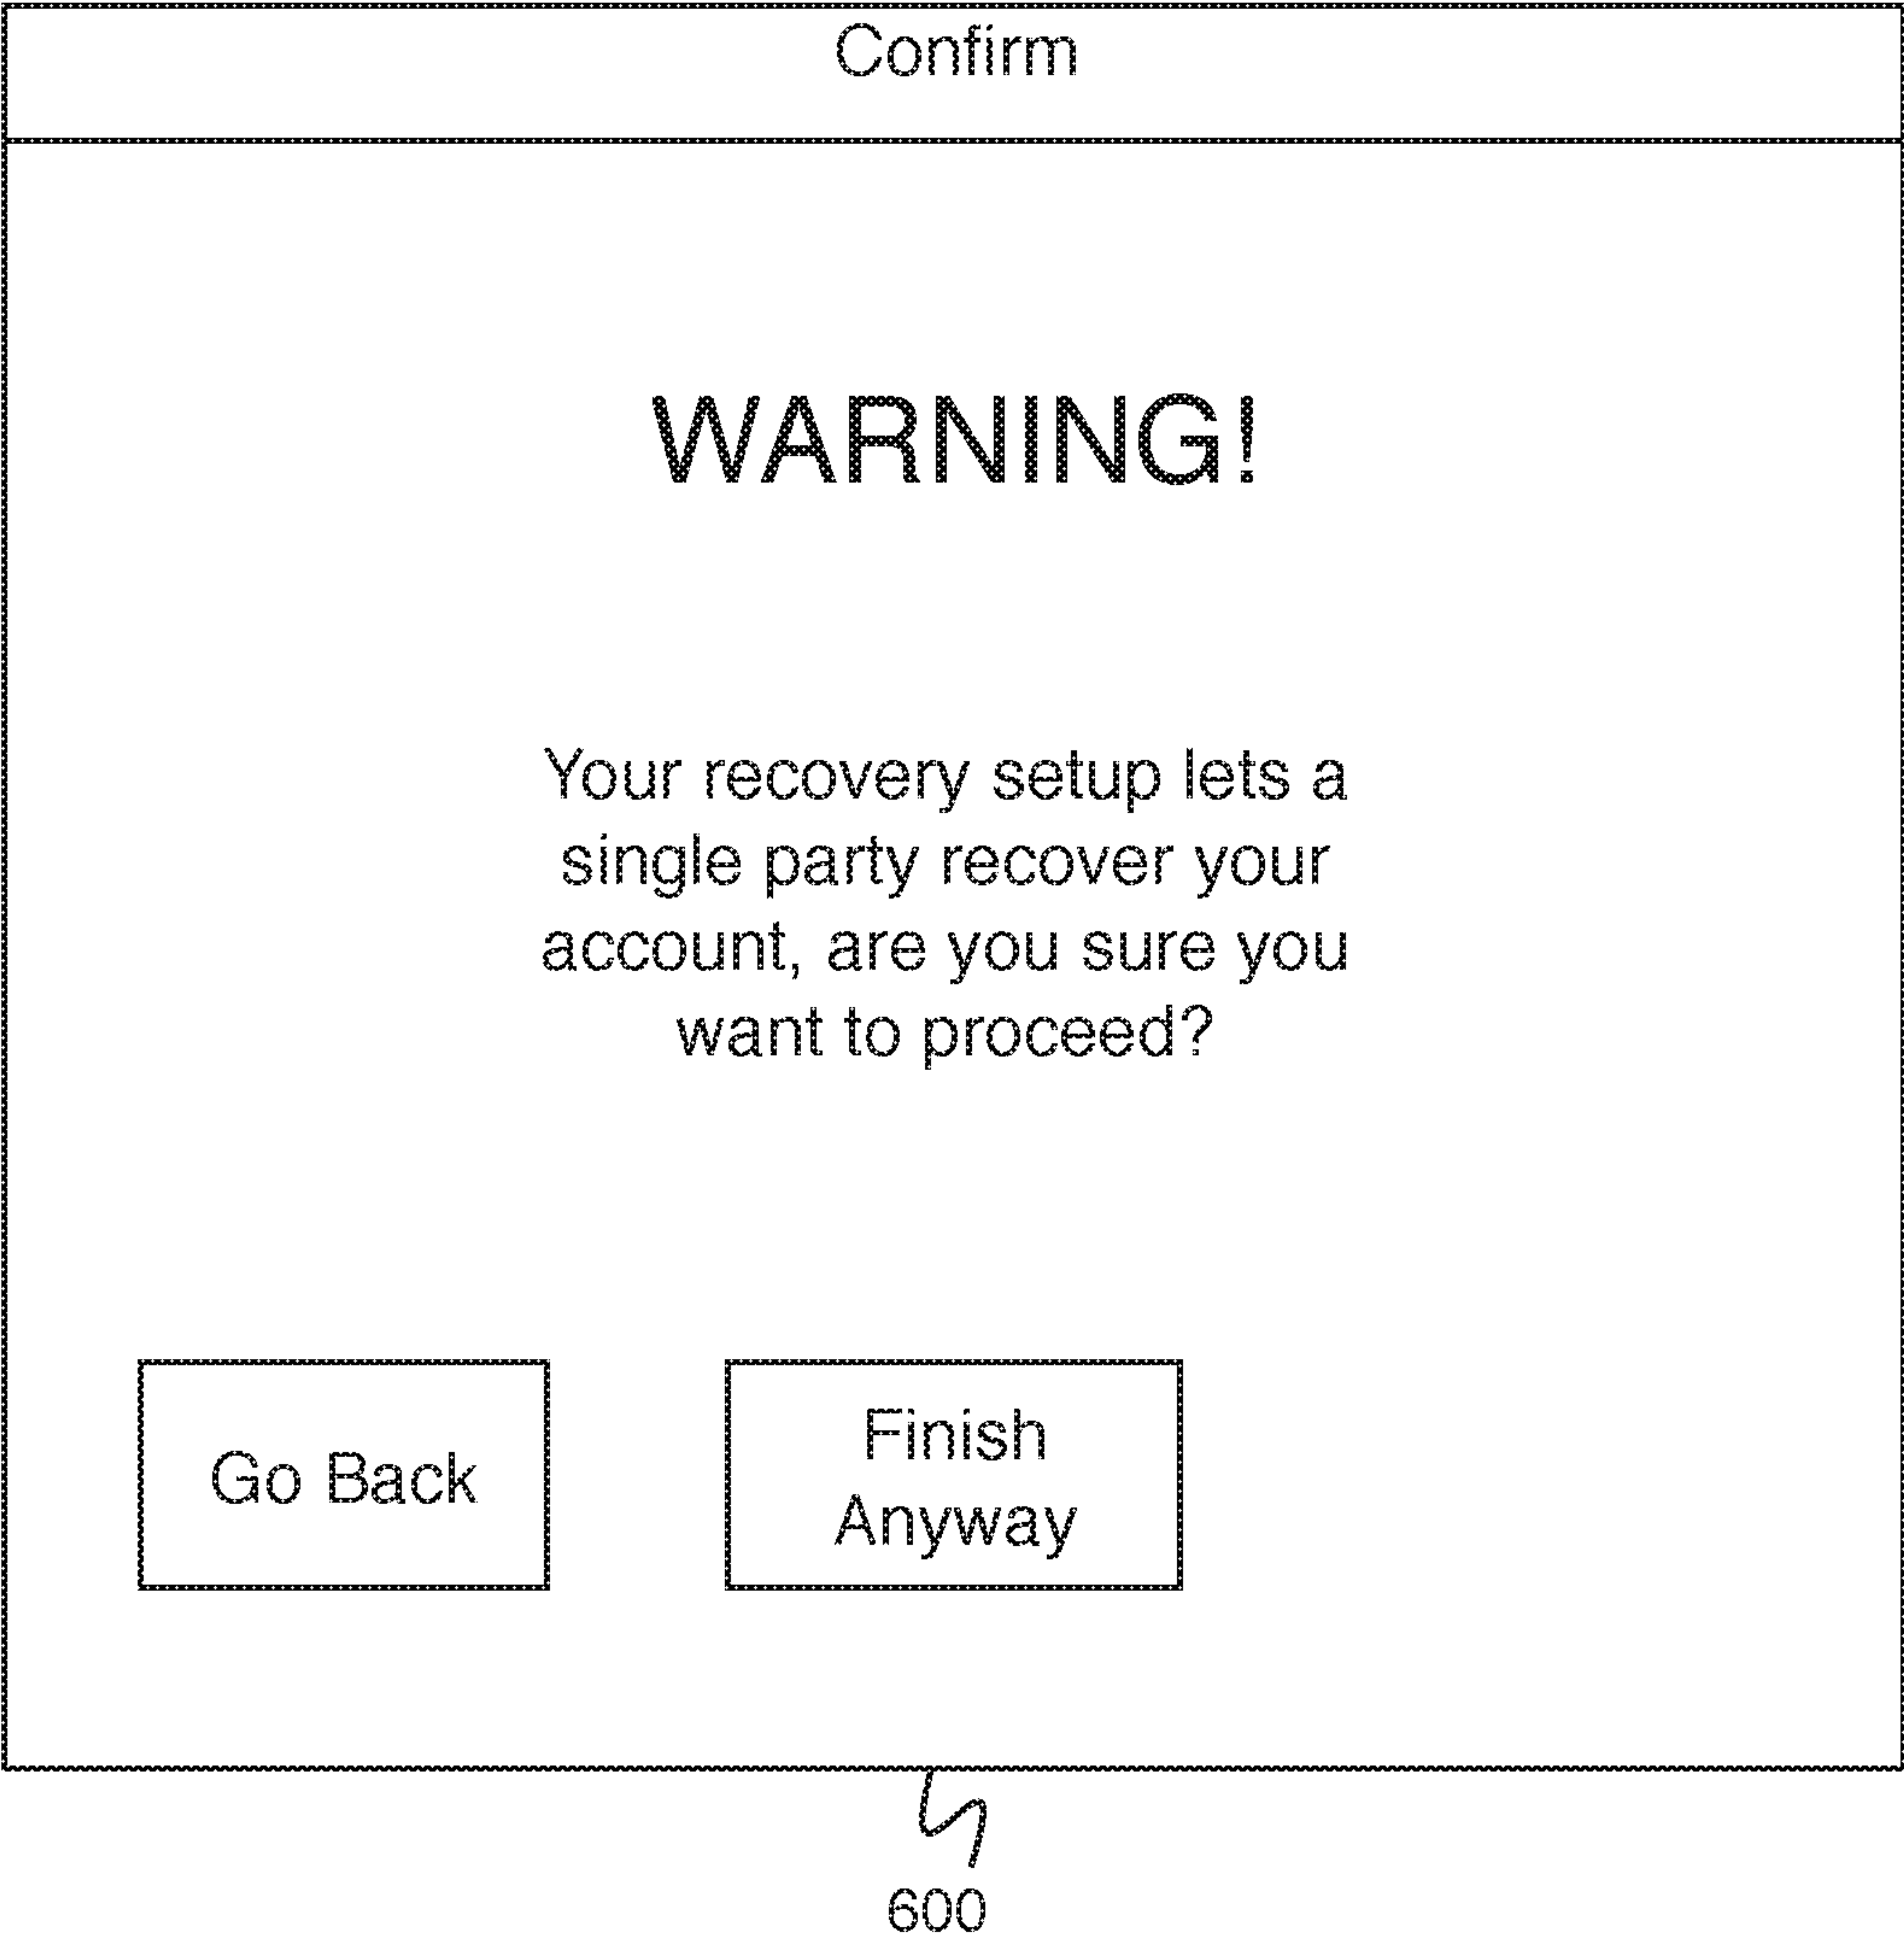 Confirm
WARNING!
Your recovery setup lets a
single party recover your
account, are you sure you
want to proceed?
Go Back
Finish
Anyway
600